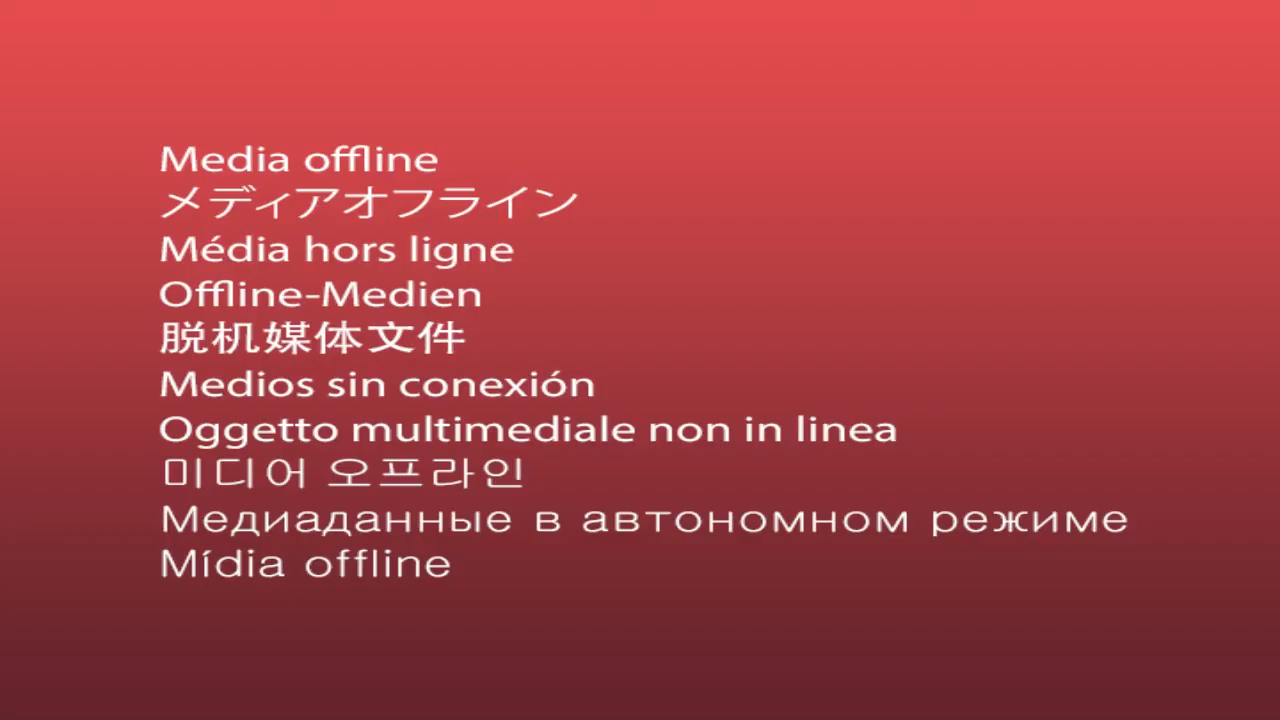 Media offline
メディアオフライン
Média hors ligne
Offline-Medien
脱机媒体文件
Medios sin conexión
Oggetto multimediale non in linea
미디어 오프라인
Медиаданные в автономном режиме
Mídia offline